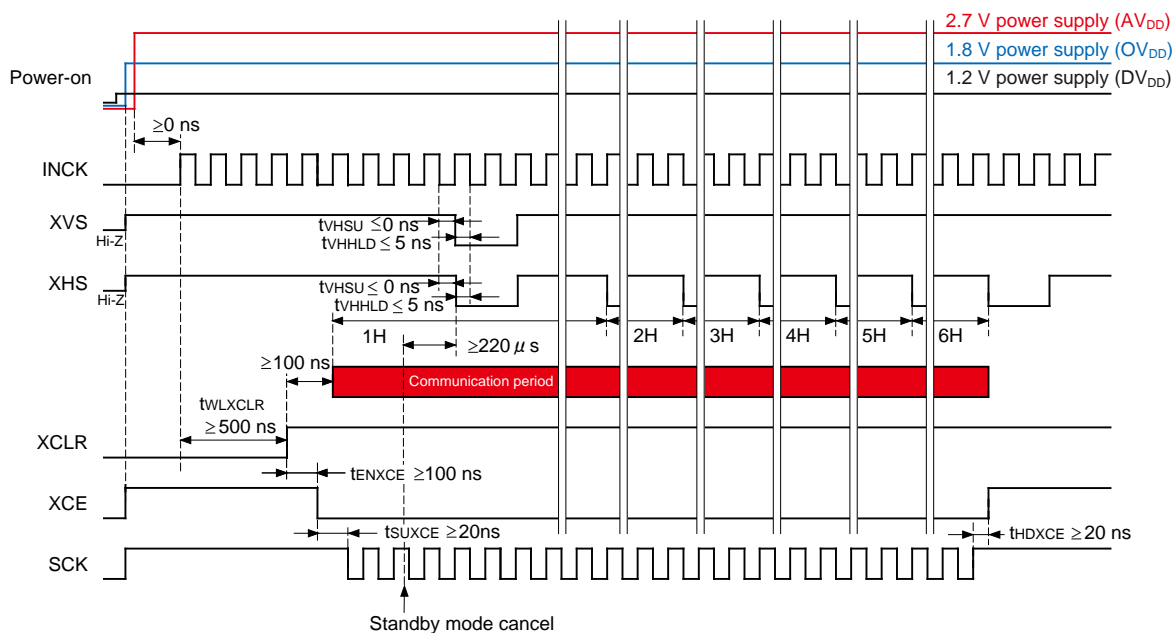 2.7 V power supply (AVDD)
1.8 V power supply (OVDD)
Power-on
1.2 V power supply (DVDD)
≥0 ns
INCK
XVS
Hi-Z
tVHSU ≤0 ns
tVHHLD ≤ 5 ns
XHS
Hi-Z
tVHSU ≤ 0 ns
tVHHLD ≤ 5 ns
1H
2H
3H
4H
5H
6H
≥220 μ s
≥100 ns
Communication period
tWLXCLR
≥500 ns
XCLR
tENXCE ≥100 ns
XCE
tSUXCE ≥20ns
tHDXCE ≥20 ns
SCK
Standby mode cancel